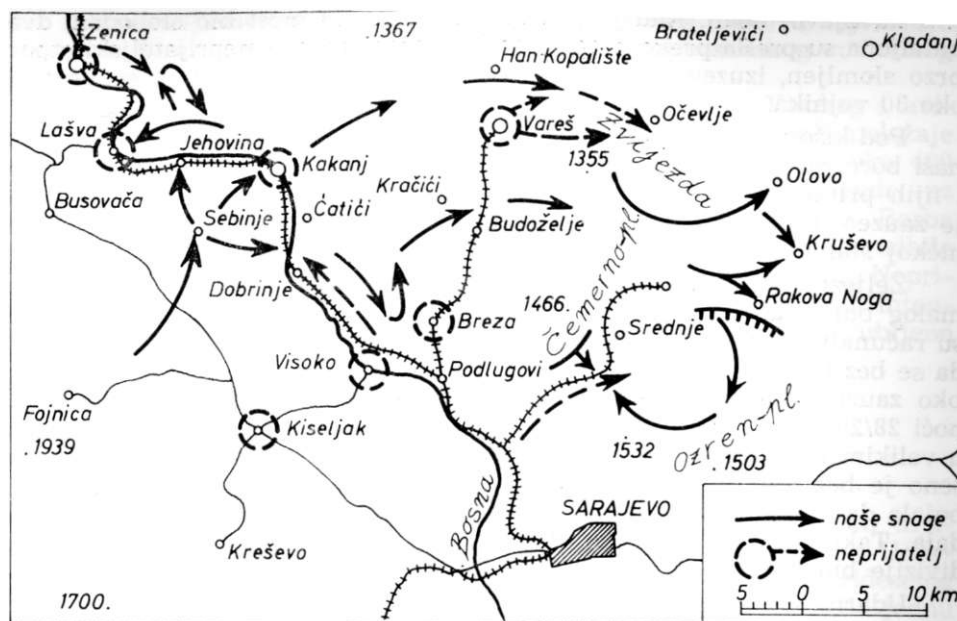 Zenica
.1367
Brateljevići
Kladanj
Han-Kopalište
Lašva
Jehovina
Vareš
Očevlje
Zvijezda
1355
Kakanj
Busovača
Sebinje
Ćatići
Kračići
Olovo
Budoželje
Kruševo
Dobrinje
Čemerno-pl.
1466.
Rakova Noga
Breza
Srednje
Visoko
Podlugovi
Fojnica
.1939
Kiseljak
1532
Ozren-pl.
.1503
Bosna
SARAJEVO
Kreševo
1700.
naše snage
neprijatelj
5 0 5 10 km